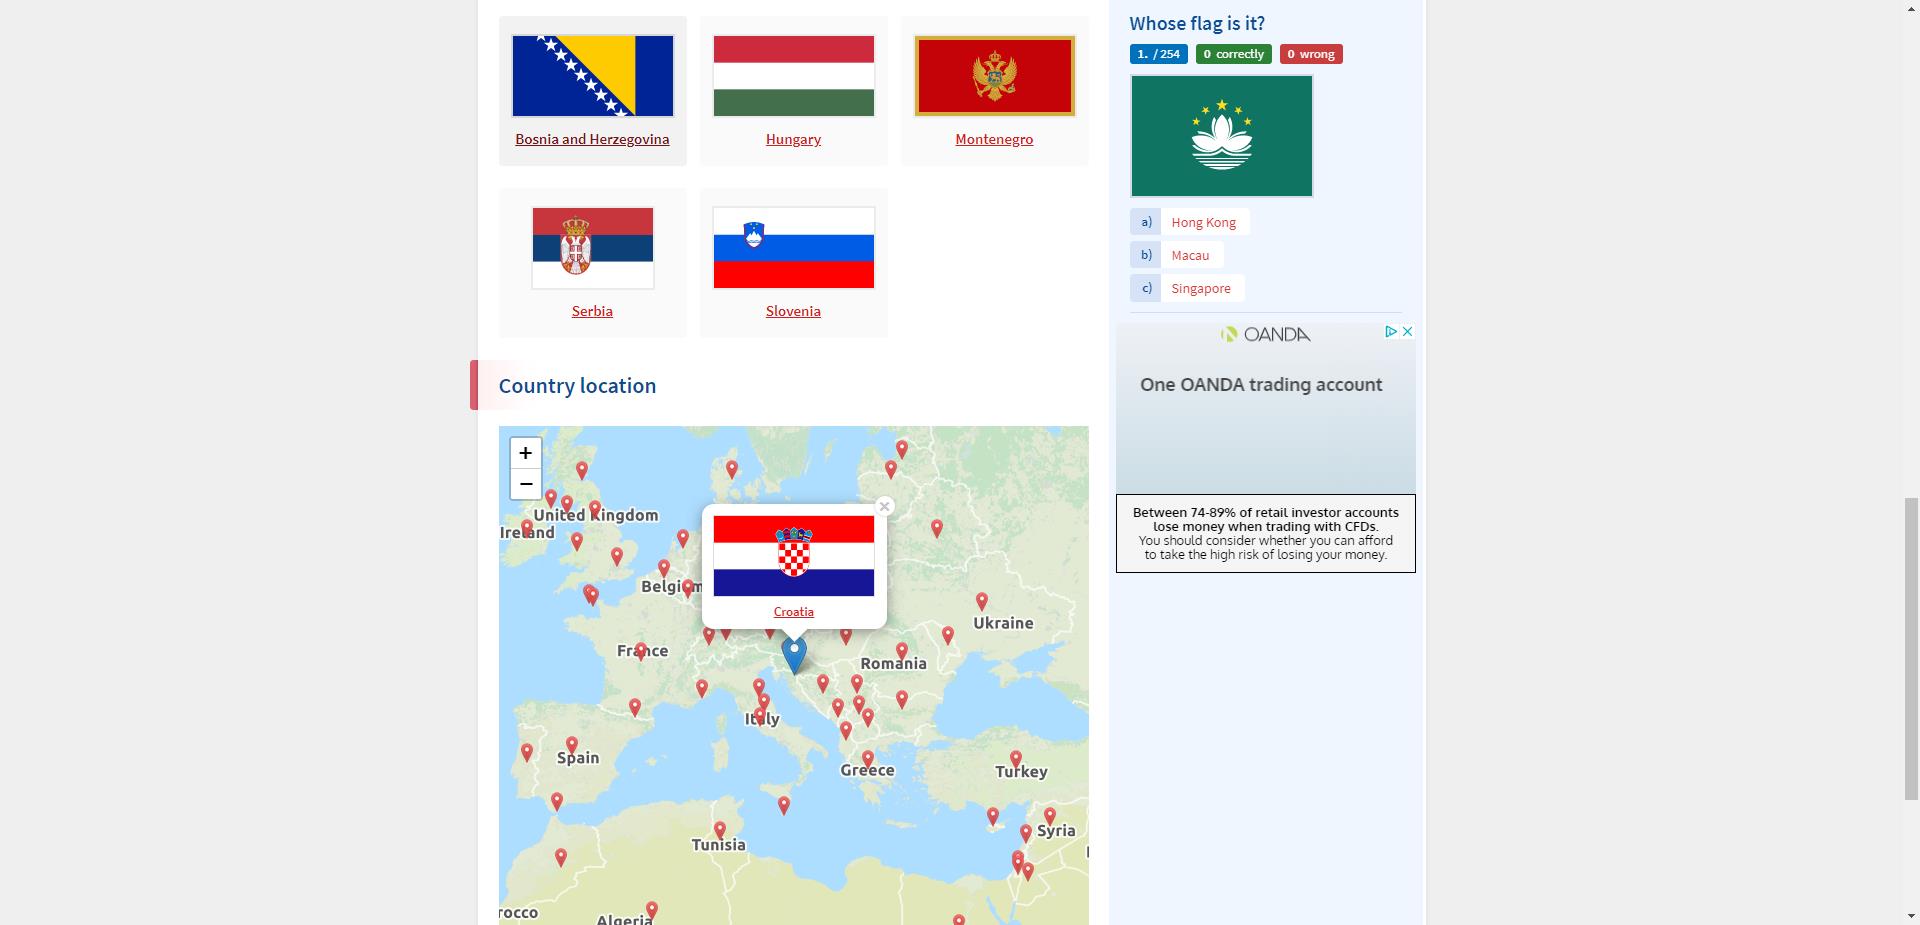 Bosnia and Herzegovina
Hungary
Montenegro
Serbia
Slovenia
Country location
+
−
United Kingdom
Ireland
Belgium
Croatia
Ukraine
France
Romania
Italy
Spain
Greece
Turkey
Tunisia
Syria
rocco
Algeria
Whose flag is it?
1. / 254 0 correctly 0 wrong
a) Hong Kong
b) Macau
c) Singapore
OANDA
One OANDA trading account
Between 74-89% of retail investor accounts
lose money when trading with CFDs.
You should consider whether you can afford
to take the high risk of losing your money.